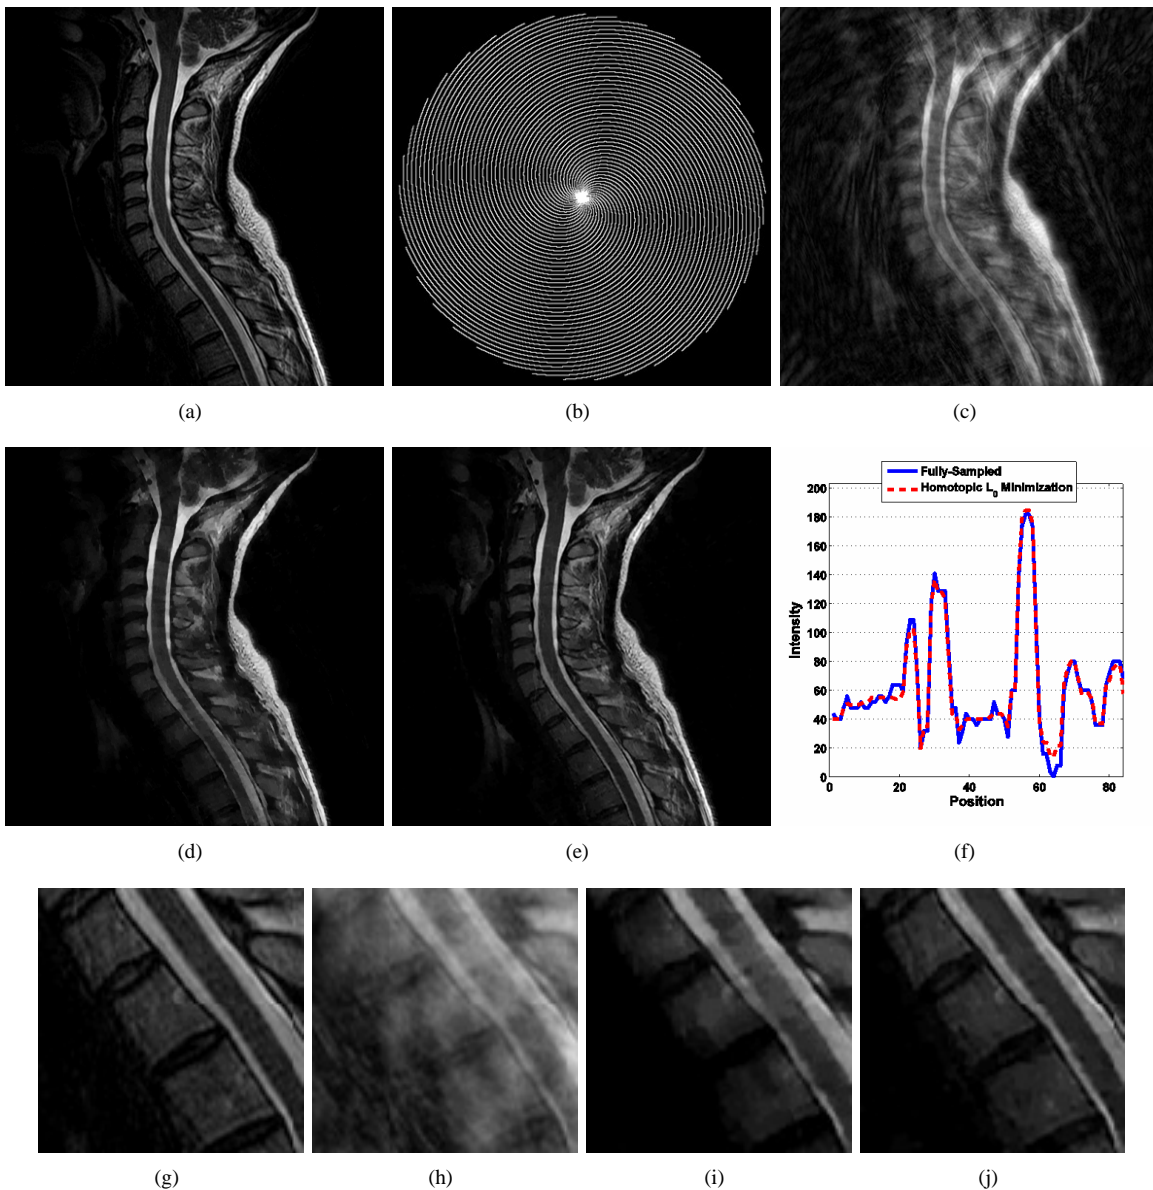 (a)
(b)
(c)
Fully-Sampled
Homotopic L0 Minimization
200
180
160
140
120
100
80
60
40
20
0
Intensity
0 20 40 60 80
Position
(d)
(e)
(f)
(g)
(h)
(i)
(j)